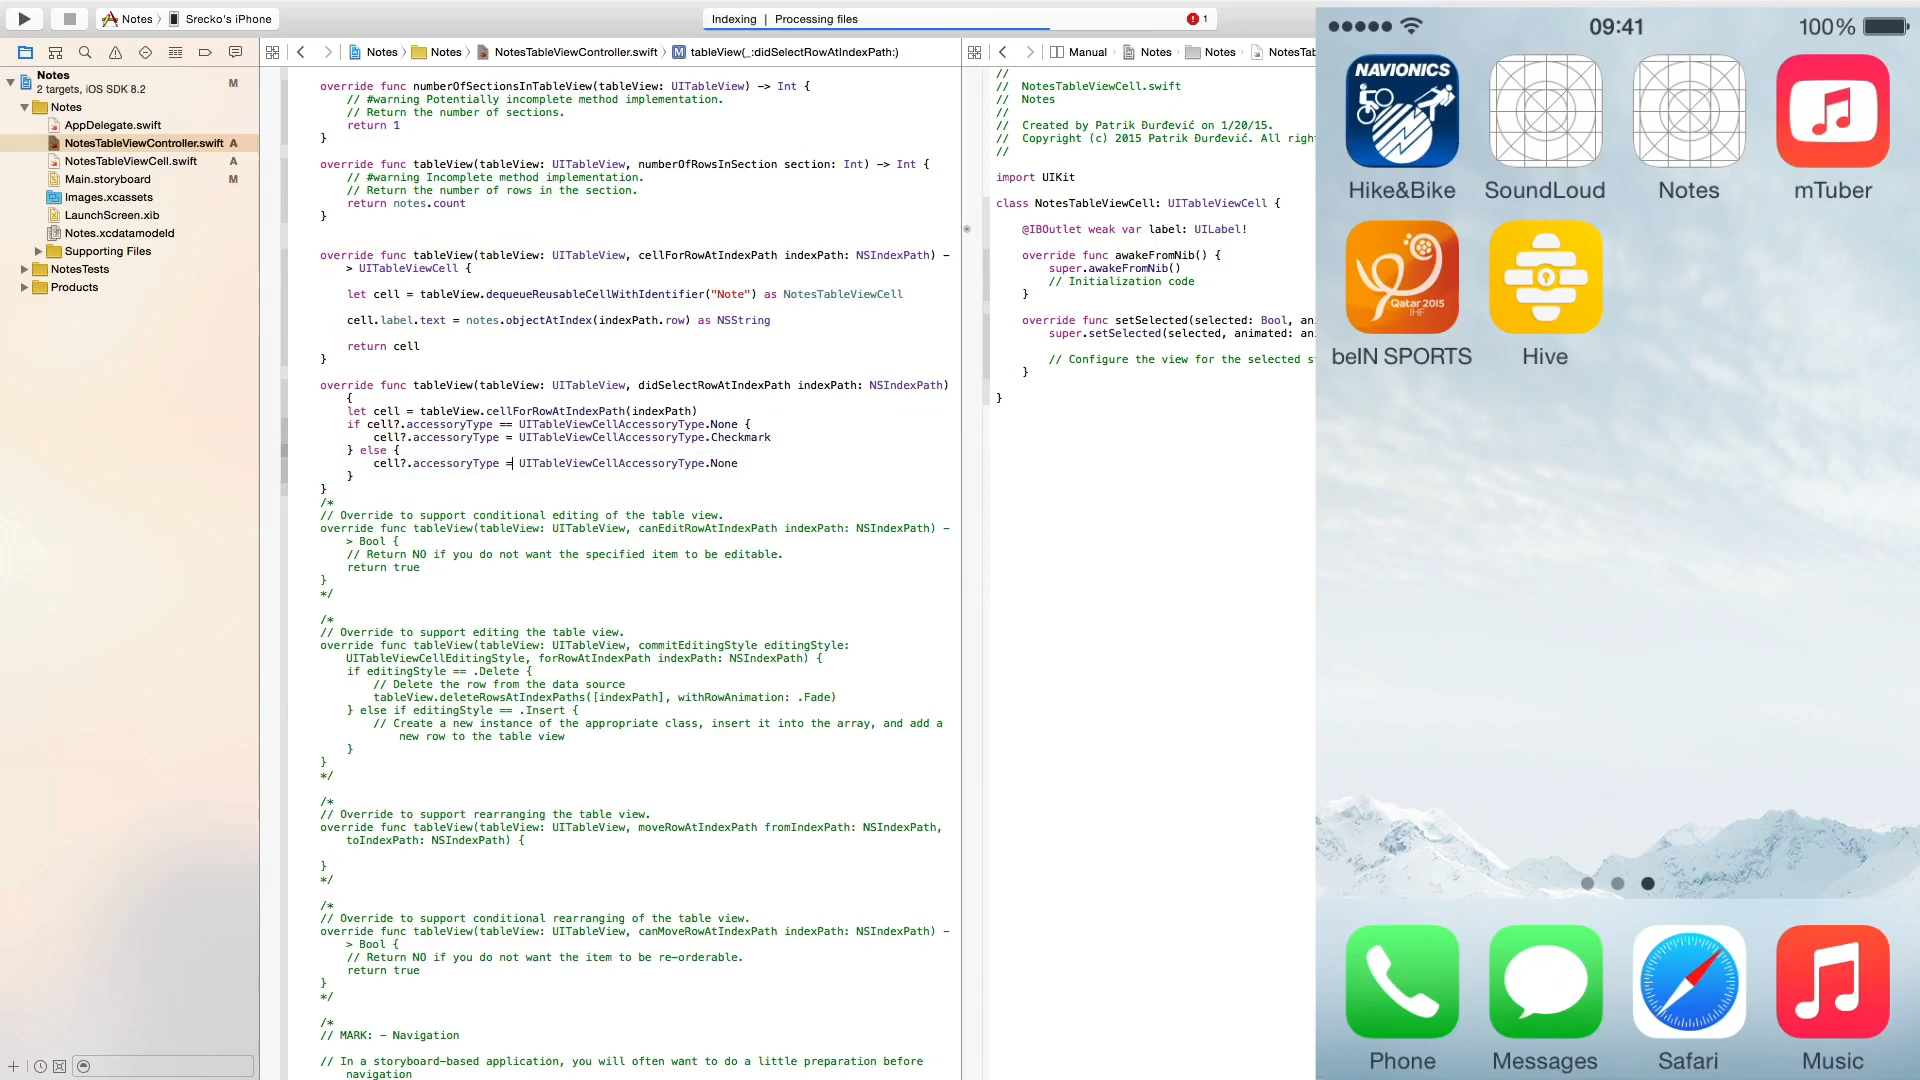 Notes
Srecko's iPhone
Indexing | Processing files
1
Notes
M
2 targets, iOS SDK 8.2
Notes
AppDelegate.swift
NotesTableViewController.swift
A
NotesTableViewCell.swift
A
Main.storyboard
M
Images.xcassets
LaunchScreen.xib
Notes.xcdatamodeld
Supporting Files
NotesTests
Products
Notes
Notes
NotesTableViewController.swift
M
tableView(_:didSelectRowAtIndexPath:)
override func numberOfSectionsInTableView(tableView: UITableView) -> Int {
// #warning Potentially incomplete method implementation.
// Return the number of sections.
return 1
}
override func tableView(tableView: UITableView, numberOfRowsInSection section: Int) -> Int {
// #warning Incomplete method implementation.
// Return the number of rows in the section.
return notes.count
}
override func tableView(tableView: UITableView, cellForRowAtIndexPath indexPath: NSIndexPath) -
> UITableViewCell {
let cell = tableView.dequeueReusableCellWithIdentifier("Note") as NotesTableViewCell
cell.label.text = notes.objectAtIndex(indexPath.row) as NSString
return cell
}
override func tableView(tableView: UITableView, didSelectRowAtIndexPath indexPath: NSIndexPath)
{
let cell = tableView.cellForRowAtIndexPath(indexPath)
if cell?.accessoryType == UITableViewCellAccessoryType.None {
cell?.accessoryType = UITableViewCellAccessoryType.Checkmark
} else {
cell?.accessoryType = UITableViewCellAccessoryType.None
}
}
/*
// Override to support conditional editing of the table view.
override func tableView(tableView: UITableView, canEditRowAtIndexPath indexPath: NSIndexPath) -
> Bool {
// Return NO if you do not want the specified item to be editable.
return true
}
*/
/*
// Override to support editing the table view.
override func tableView(tableView: UITableView, commitEditingStyle editingStyle:
UITableViewCellEditingStyle, forRowAtIndexPath indexPath: NSIndexPath) {
if editingStyle == .Delete {
// Delete the row from the data source
tableView.deleteRowsAtIndexPaths([indexPath], withRowAnimation: .Fade)
} else if editingStyle == .Insert {
// Create a new instance of the appropriate class, insert it into the array, and add a
new row to the table view
}
}
*/
/*
// Override to support rearranging the table view.
override func tableView(tableView: UITableView, moveRowAtIndexPath fromIndexPath: NSIndexPath,
toIndexPath: NSIndexPath) {
}
*/
/*
// Override to support conditional rearranging of the table view.
override func tableView(tableView: UITableView, canMoveRowAtIndexPath indexPath: NSIndexPath) -
> Bool {
// Return NO if you do not want the item to be re-orderable.
return true
}
*/
/*
// MARK: - Navigation
// In a storyboard-based application, you will often want to do a little preparation before
navigation
Manual
Notes
Notes
NotesTab
//
// NotesTableViewCell.swift
// Notes
//
// Created by Patrik Đurđević on 1/20/15.
// Copyright (c) 2015 Patrik Đurđević. All righ
//
import UIKit
class NotesTableViewCell: UITableViewCell {
@IBOutlet weak var label: UILabel!
override func awakeFromNib() {
super.awakeFromNib()
// Initialization code
}
override func setSelected(selected: Bool, an
super.setSelected(selected, animated: an
// Configure the view for the selected s
}
}
09:41
100%
NAVIONICS
Hike&Bike
SoundLoud
Notes
mTuber
Qatar 2015
IHF
beIN SPORTS
Hive
Phone
Messages
Safari
Music